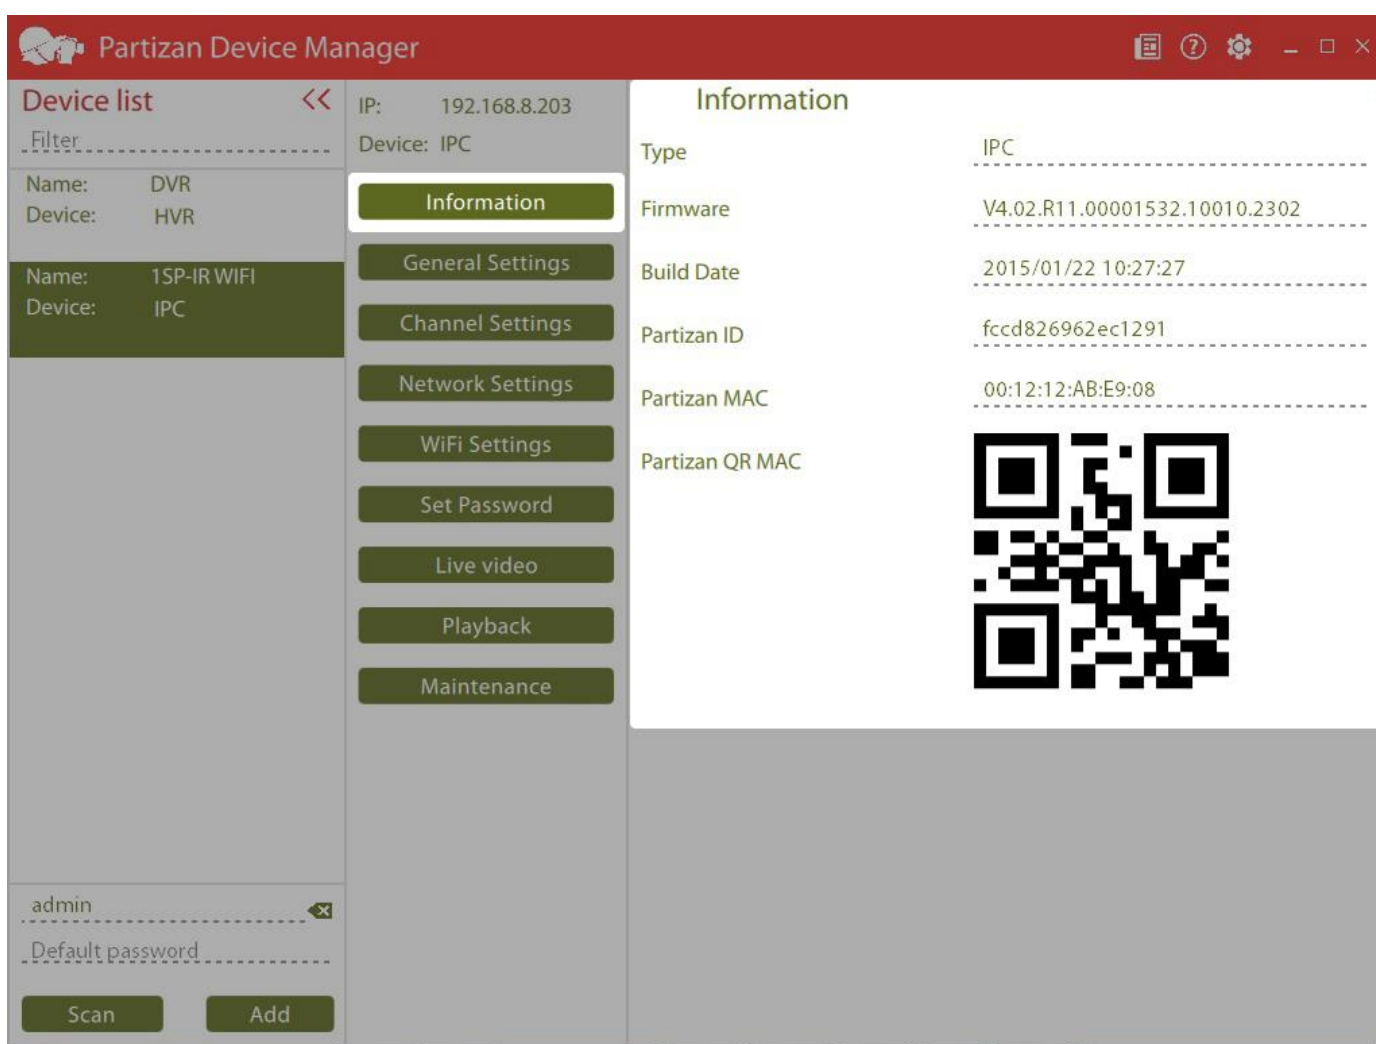 Partizan Device Manager
Device list <<
Filter
Name: DVR
Device: HVR
Name: 1SP-IR WIFI
Device: IPC
admin
Default password
Scan Add
IP: 192.168.8.203
Device: IPC
Information
General Settings
Channel Settings
Network Settings
WiFi Settings
Set Password
Live video
Playback
Maintenance
Information
Type IPC
Firmware V4.02.R11.00001532.10010.2302
Build Date 2015/01/22 10:27:27
Partizan ID fccd826962ec1291
Partizan MAC 00:12:12:AB:E9:08
Partizan QR MAC